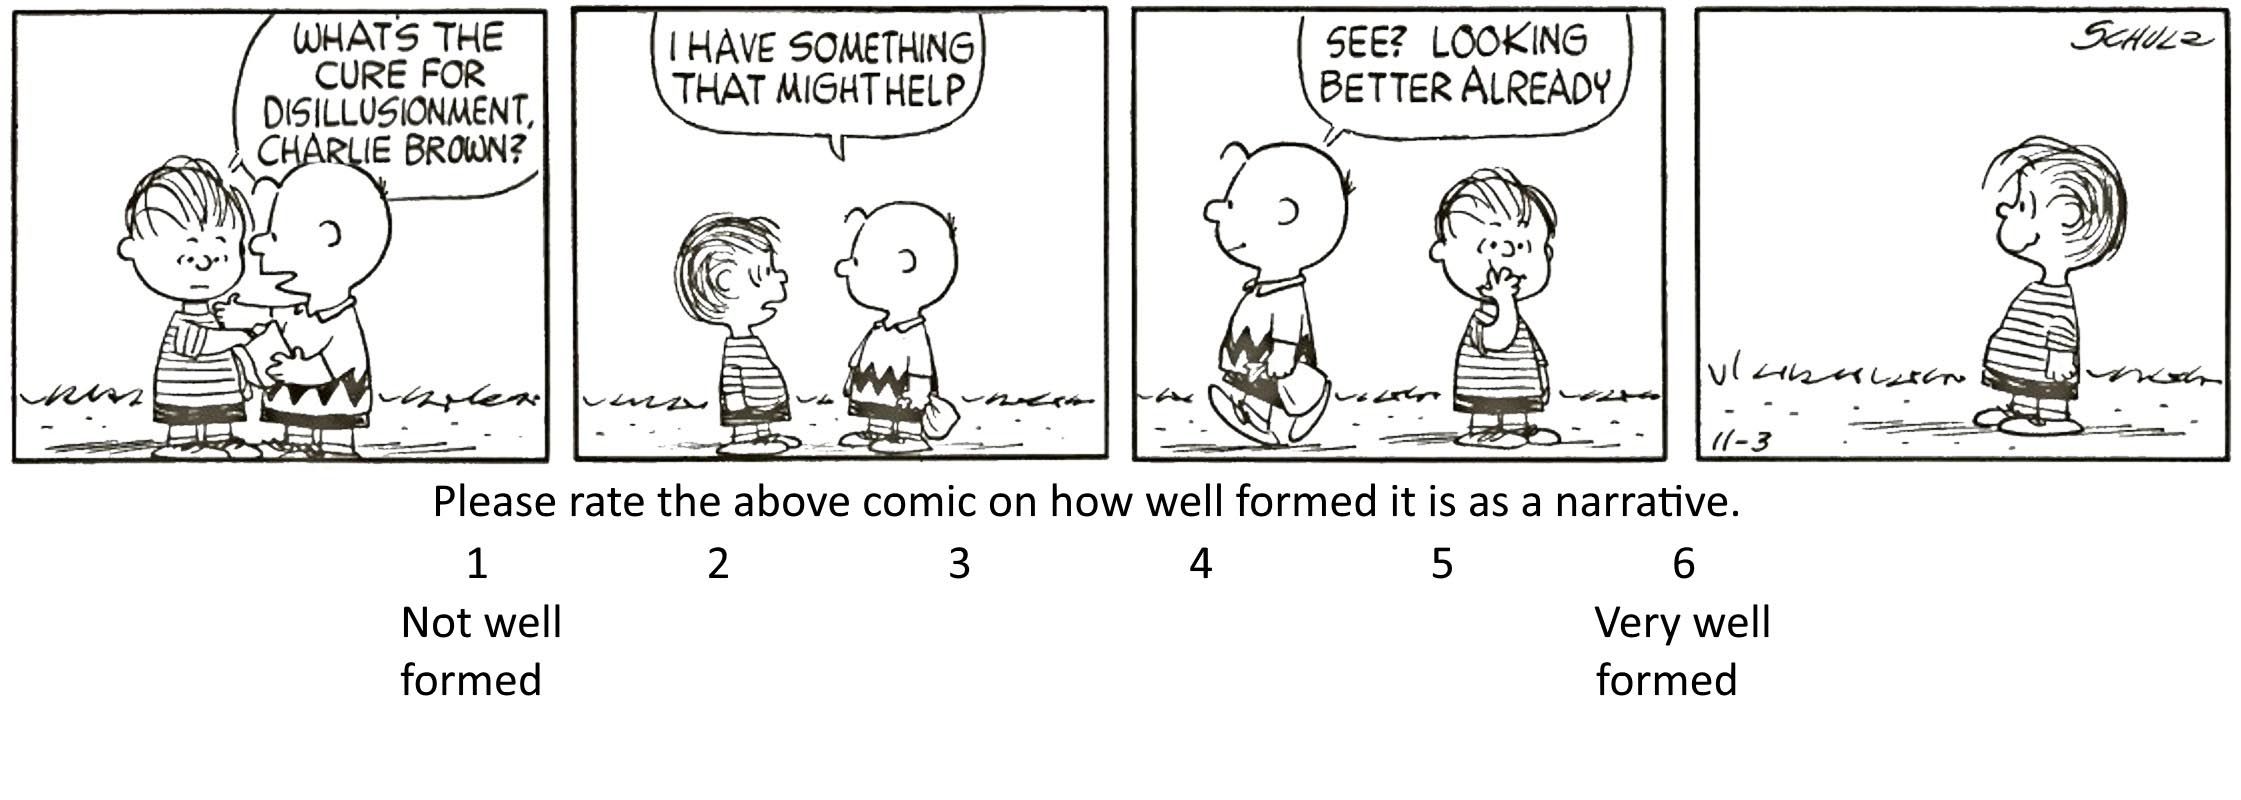 WHAT'S THE
CURE FOR
DISILLUSIONMENT,
CHARLIE BROWN?
I HAVE SOMETHING
THAT MIGHT HELP
SEE? LOOKING
BETTER ALREADY
SCHULZ
11-3
Please rate the above comic on how well formed it is as a narrative.
1 2 3 4 5 6
Not well
formed
Very well
formed